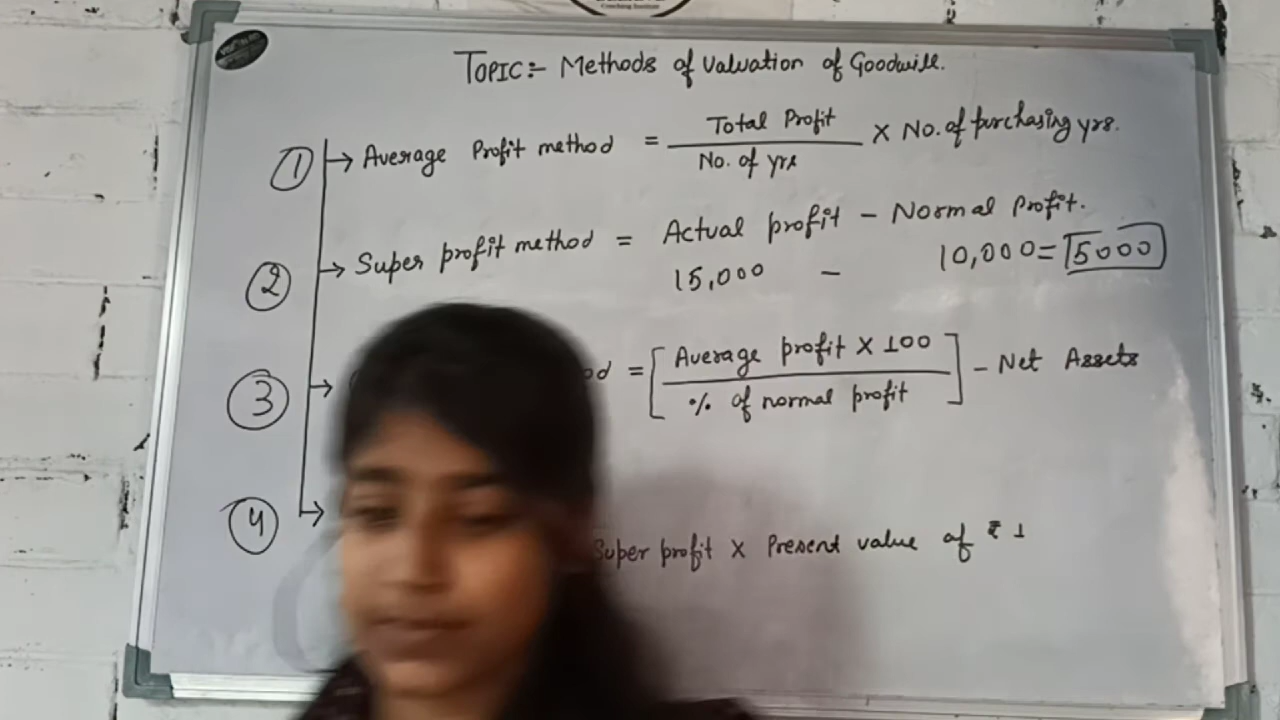 Coaching Institute
TOPIC:- Methods of Valuation of Goodwill.
① → Average Profit method = Total Profit / No. of yrs × No. of purchasing yrs.
② → Super profit method = Actual profit - Normal Profit.
15,000 - 10,000 = 5000
③ → = [Average profit × 100 / % of normal profit] - Net Assets
④ →
Super profit × Present value of ₹ 1